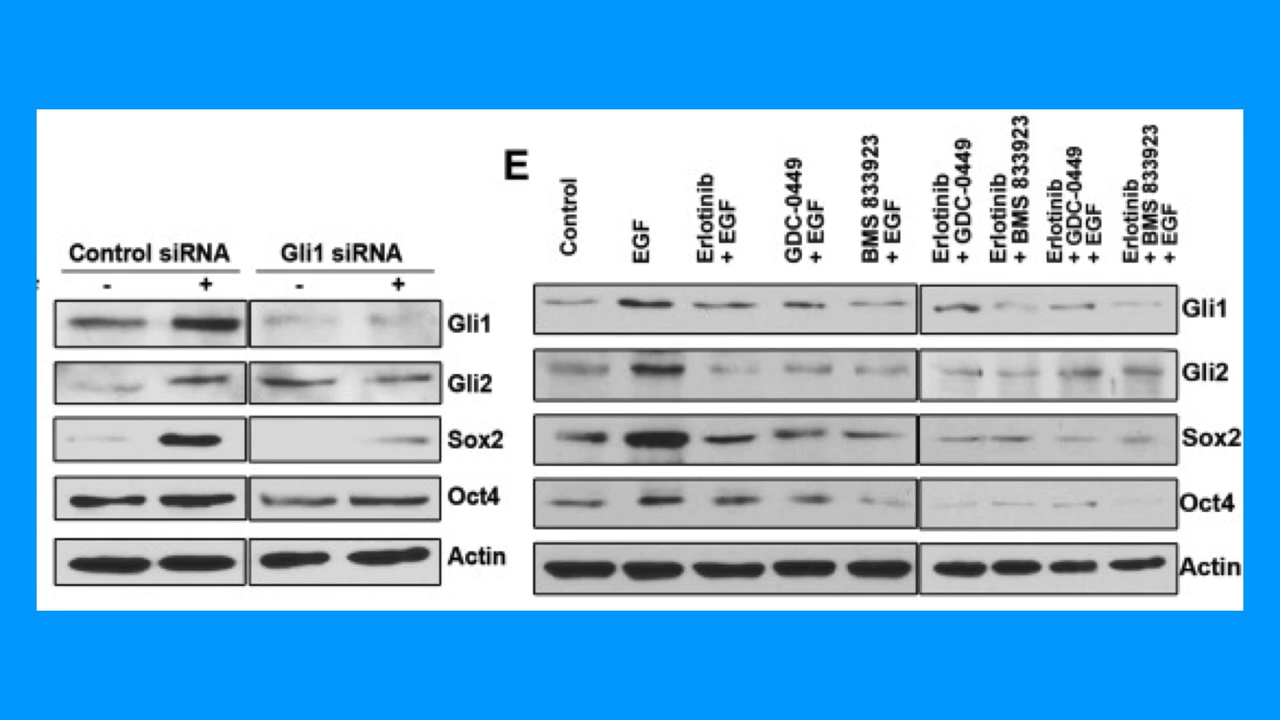 Control siRNA Gli1 siRNA
- + - +
Gli1
Gli2
Sox2
Oct4
Actin
E
Control
EGF
Erlotinib
+ EGF
GDC-0449
+ EGF
BMS 833923
+ EGF
Erlotinib
+ GDC-0449
Erlotinib
+ BMS 833923
Erlotinib
+ GDC-0449
+ EGF
Erlotinib
+ BMS 833923
+ EGF
Gli1
Gli2
Sox2
Oct4
Actin